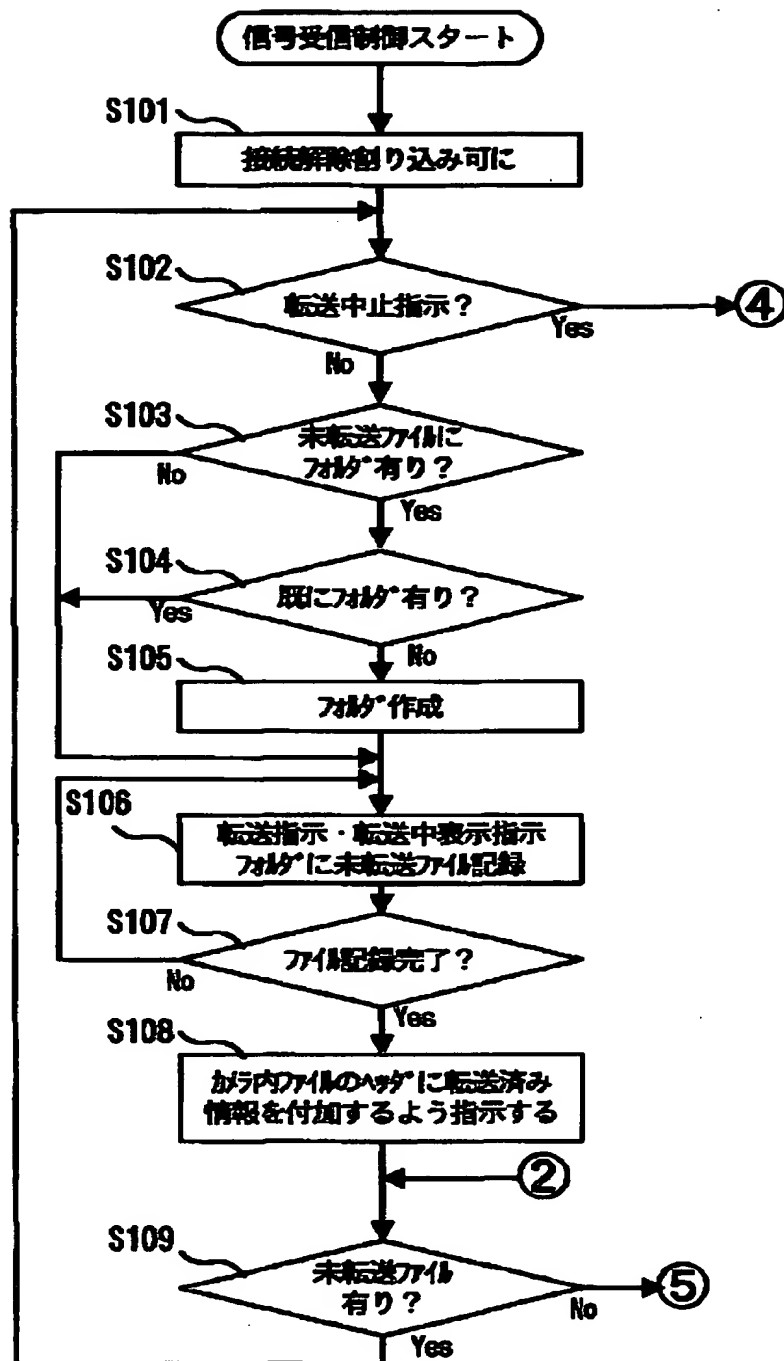 信号受信制御スタート
S101
接続解除割り込み可に
S102
転送中止指示？
Yes
④
No
S103
未転送ファイルに
フォルダ有り？
No
Yes
S104
既にフォルダ有り？
Yes
No
S105
フォルダ作成
S106
転送指示・転送中表示指示
フォルダに未転送ファイル記録
S107
ファイル記録完了？
No
Yes
S108
カメラ内ファイルのヘッダに転送済み
情報を付加するよう指示する
②
S109
未転送ファイル
有り？
No
⑤
Yes